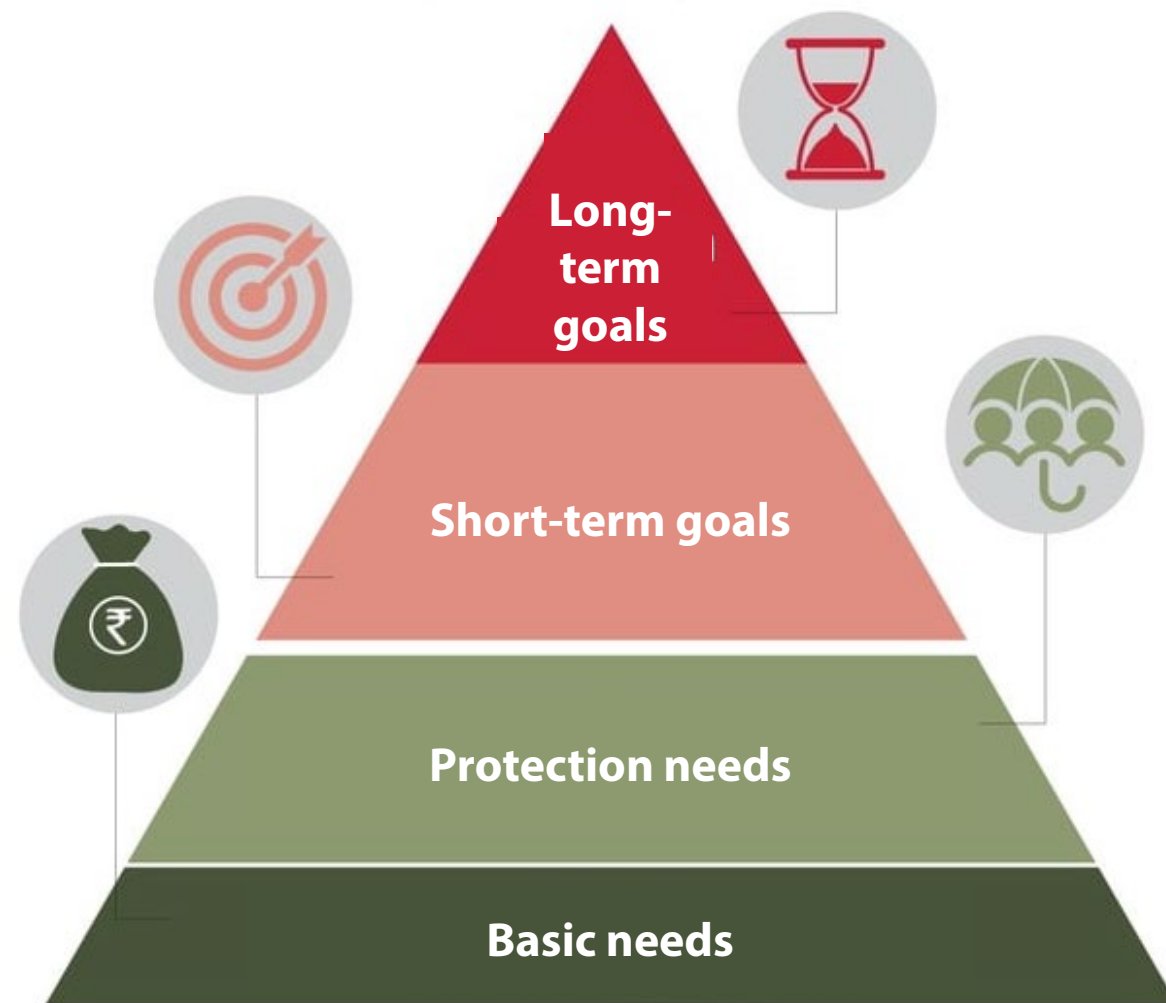 Long-
term
goals
Short-term goals
₹
Protection needs
Basic needs